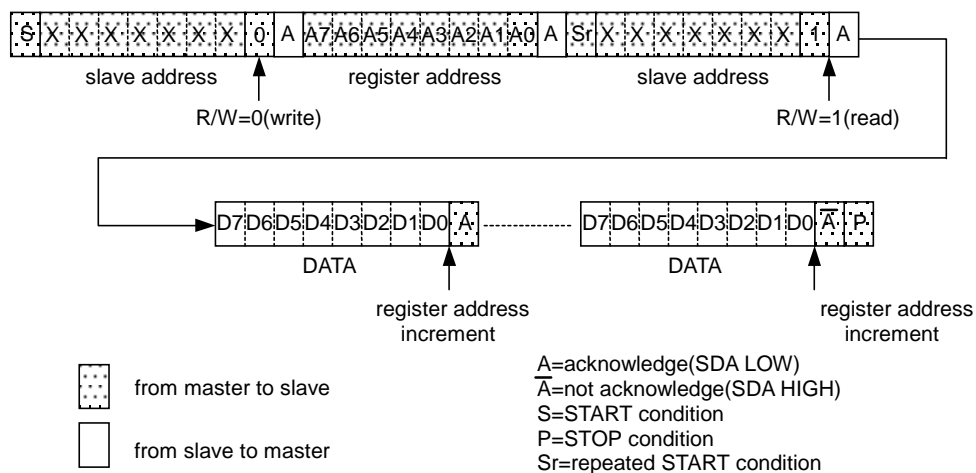 S X X X X X X X 0 A A7 A6 A5 A4 A3 A2 A1 A0 A Sr X X X X X X X 1 A
slave address register address slave address
R/W=0(write) R/W=1(read)
D7 D6 D5 D4 D3 D2 D1 D0 A D7 D6 D5 D4 D3 D2 D1 D0 A̅ P
DATA DATA
register address increment
register address increment
from master to slave
from slave to master
A=acknowledge(SDA LOW)
A̅=not acknowledge(SDA HIGH)
S=START condition
P=STOP condition
Sr=repeated START condition